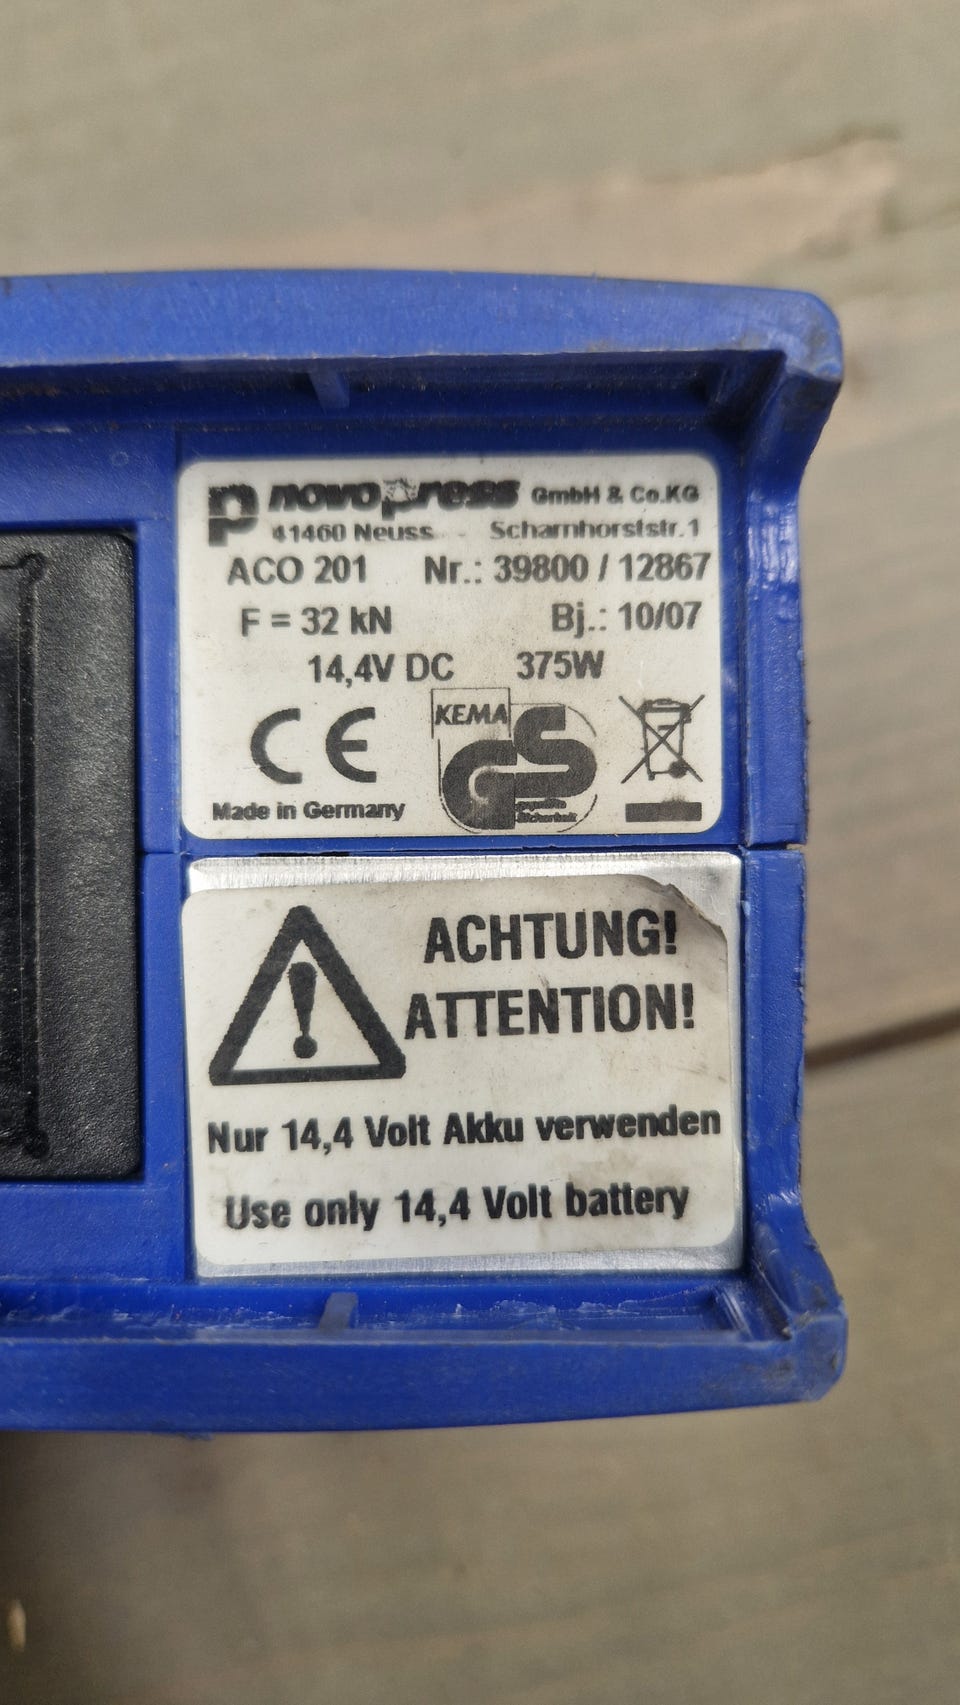 novopress GmbH & Co.KG
41460 Neuss - Scharnhorststr.1
ACO 201 Nr.: 39800 / 12867
F = 32 kN Bj.: 10/07
14,4V DC 375W
CE KEMA GS
geprüfte
Sicherheit
Made in Germany
ACHTUNG!
ATTENTION!
Nur 14,4 Volt Akku verwenden
Use only 14,4 Volt battery